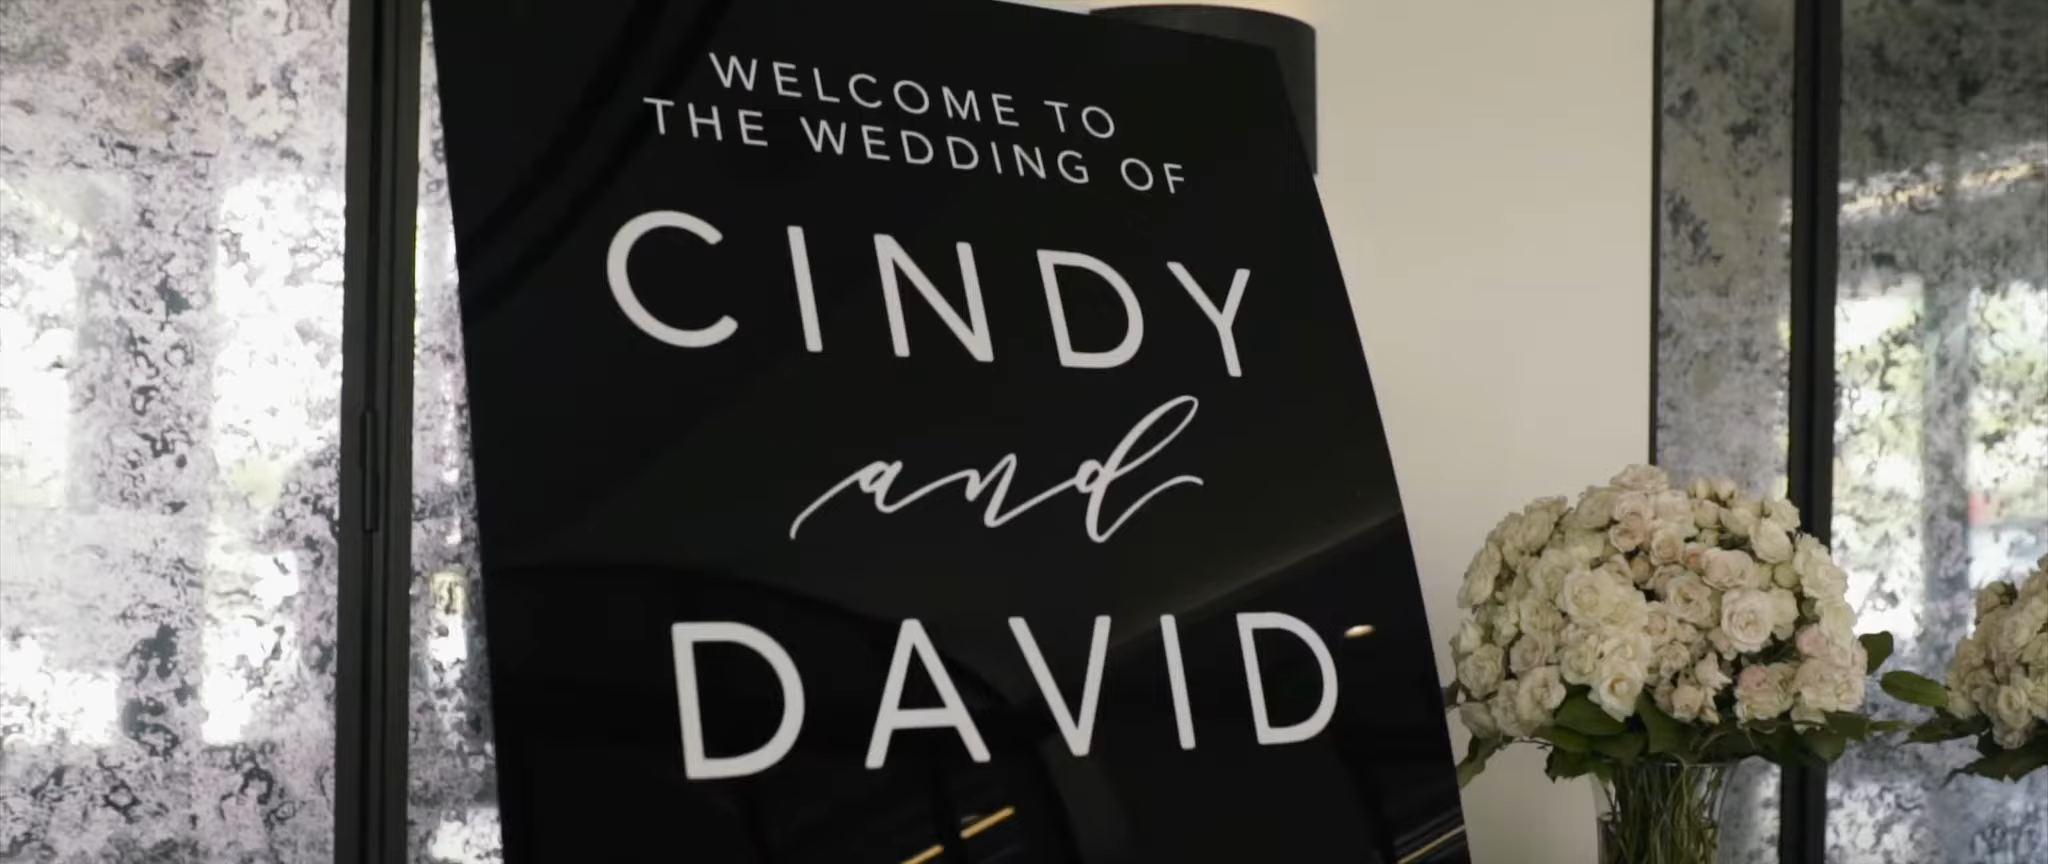 WELCOME TO
THE WEDDING OF
CINDY
and
DAVID